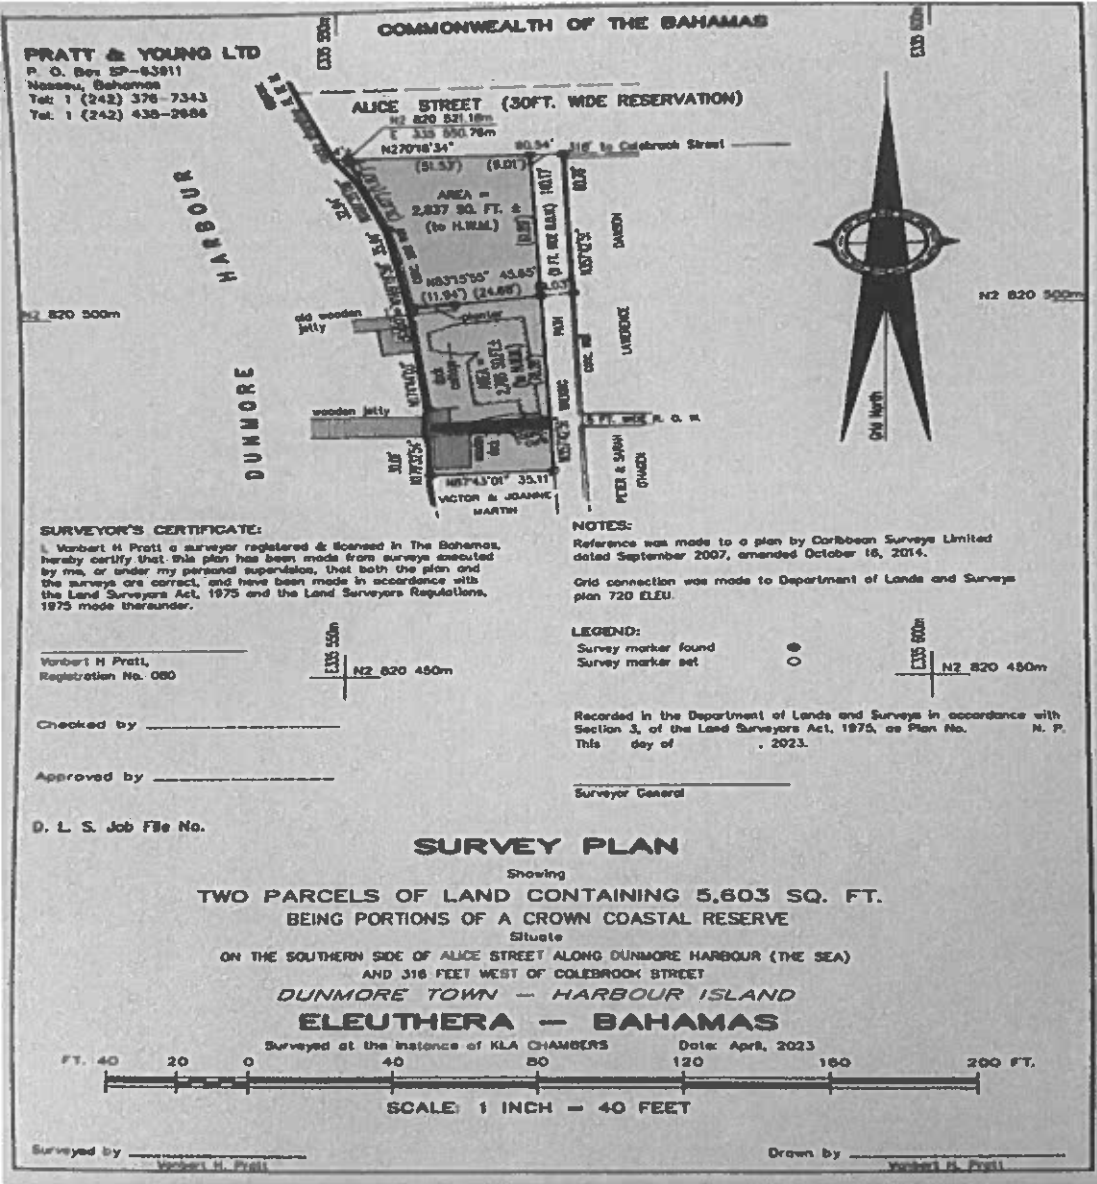 COMMONWEALTH OF THE BAHAMAS
PRATT & YOUNG LTD
P. O. Box SP-63911
Nassau, Bahamas
Tel: 1 (242) 376-7343
Tel: 1 (242) 435-2986
E335 550m
E335 600m
ALICE STREET (30FT. WIDE RESERVATION)
N2 820 521.18m
E 335 550.76m
N270°18'34"
80.54'
316' to Colebrook Street
(51.53')
(9.01')
AREA =
2,837 SQ. FT. ±
(to H.W.M.)
HARBOUR
N83°15'55" 45.65'
(11.94') (24.68')
N2 820 500m
N2 820 500m
old wooden
jetty
planter
LAWRENCE
DAMSON
DUNMORE
wooden jetty
5 FT. WIDE R. O. W.
30.01'
N87°43'01" 35.11'
VICTOR & JOANNE
MARTIN
PETER & SARAH
Grid North
SURVEYOR'S CERTIFICATE:
I, Vanbert H Pratt a surveyor registered & licensed in The Bahamas,
hereby certify that this plan has been made from surveys executed
by me, or under my personal supervision, that both the plan and
the surveys are correct, and have been made in accordance with
the Land Surveyors Act, 1975 and the Land Surveyors Regulations,
1975 made thereunder.
NOTES:
Reference was made to a plan by Caribbean Surveys Limited
dated September 2007, amended October 16, 2014.
Grid connection was made to Department of Lands and Surveys
plan 720 ELEU.
LEGEND:
Survey marker found
Survey marker set
Vanbert H Pratt,
Registration No. 060
E335 550m
N2 820 450m
E335 600m
N2 820 450m
Checked by
Recorded in the Department of Lands and Surveys in accordance with
Section 3, of the Land Surveyors Act, 1975, as Plan No. N. P.
This day of , 2023.
Approved by
Surveyor General
D. L. S. Job File No.
SURVEY PLAN
Showing
TWO PARCELS OF LAND CONTAINING 5,603 SQ. FT.
BEING PORTIONS OF A CROWN COASTAL RESERVE
Situate
ON THE SOUTHERN SIDE OF ALICE STREET ALONG DUNMORE HARBOUR (THE SEA)
AND 316 FEET WEST OF COLEBROOK STREET
DUNMORE TOWN - HARBOUR ISLAND
ELEUTHERA - BAHAMAS
Surveyed at the instance of KLA CHAMBERS Date: April, 2023
FT. 40 20 0 40 80 120 160 200 FT.
SCALE: 1 INCH = 40 FEET
Surveyed by
Vanbert H. Pratt
Drawn by
Vanbert H. Pratt